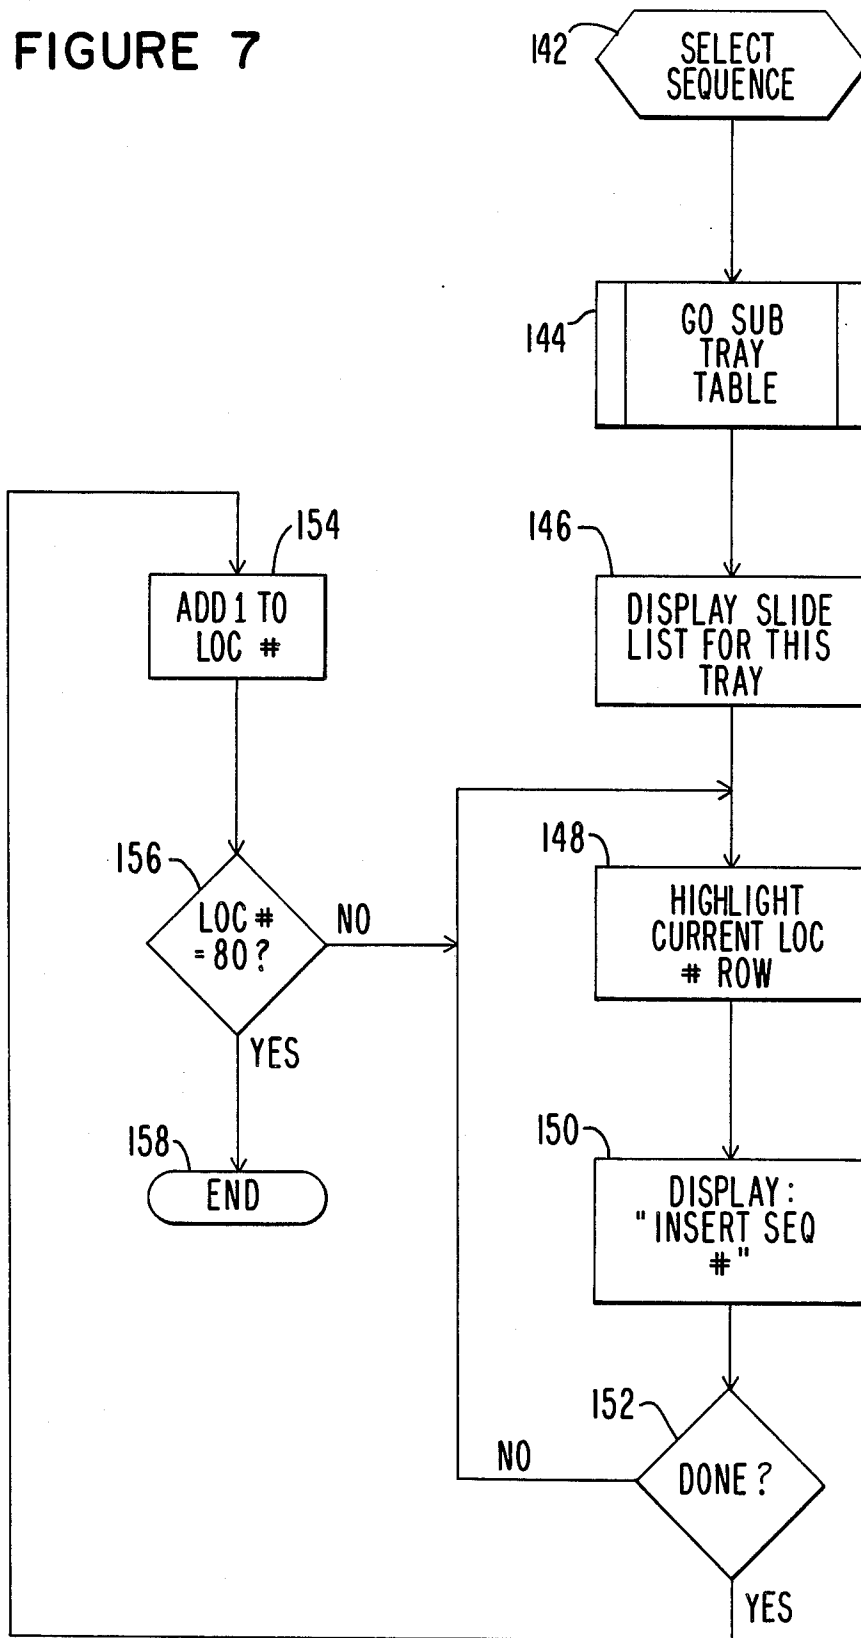 FIGURE 7
142
SELECT
SEQUENCE
144
GO SUB
TRAY
TABLE
146
DISPLAY SLIDE
LIST FOR THIS
TRAY
148
HIGHLIGHT
CURRENT LOC
# ROW
150
DISPLAY:
"INSERT SEQ
#"
152
DONE?
NO
YES
154
ADD 1 TO
LOC #
156
LOC #
=80?
NO
YES
158
END